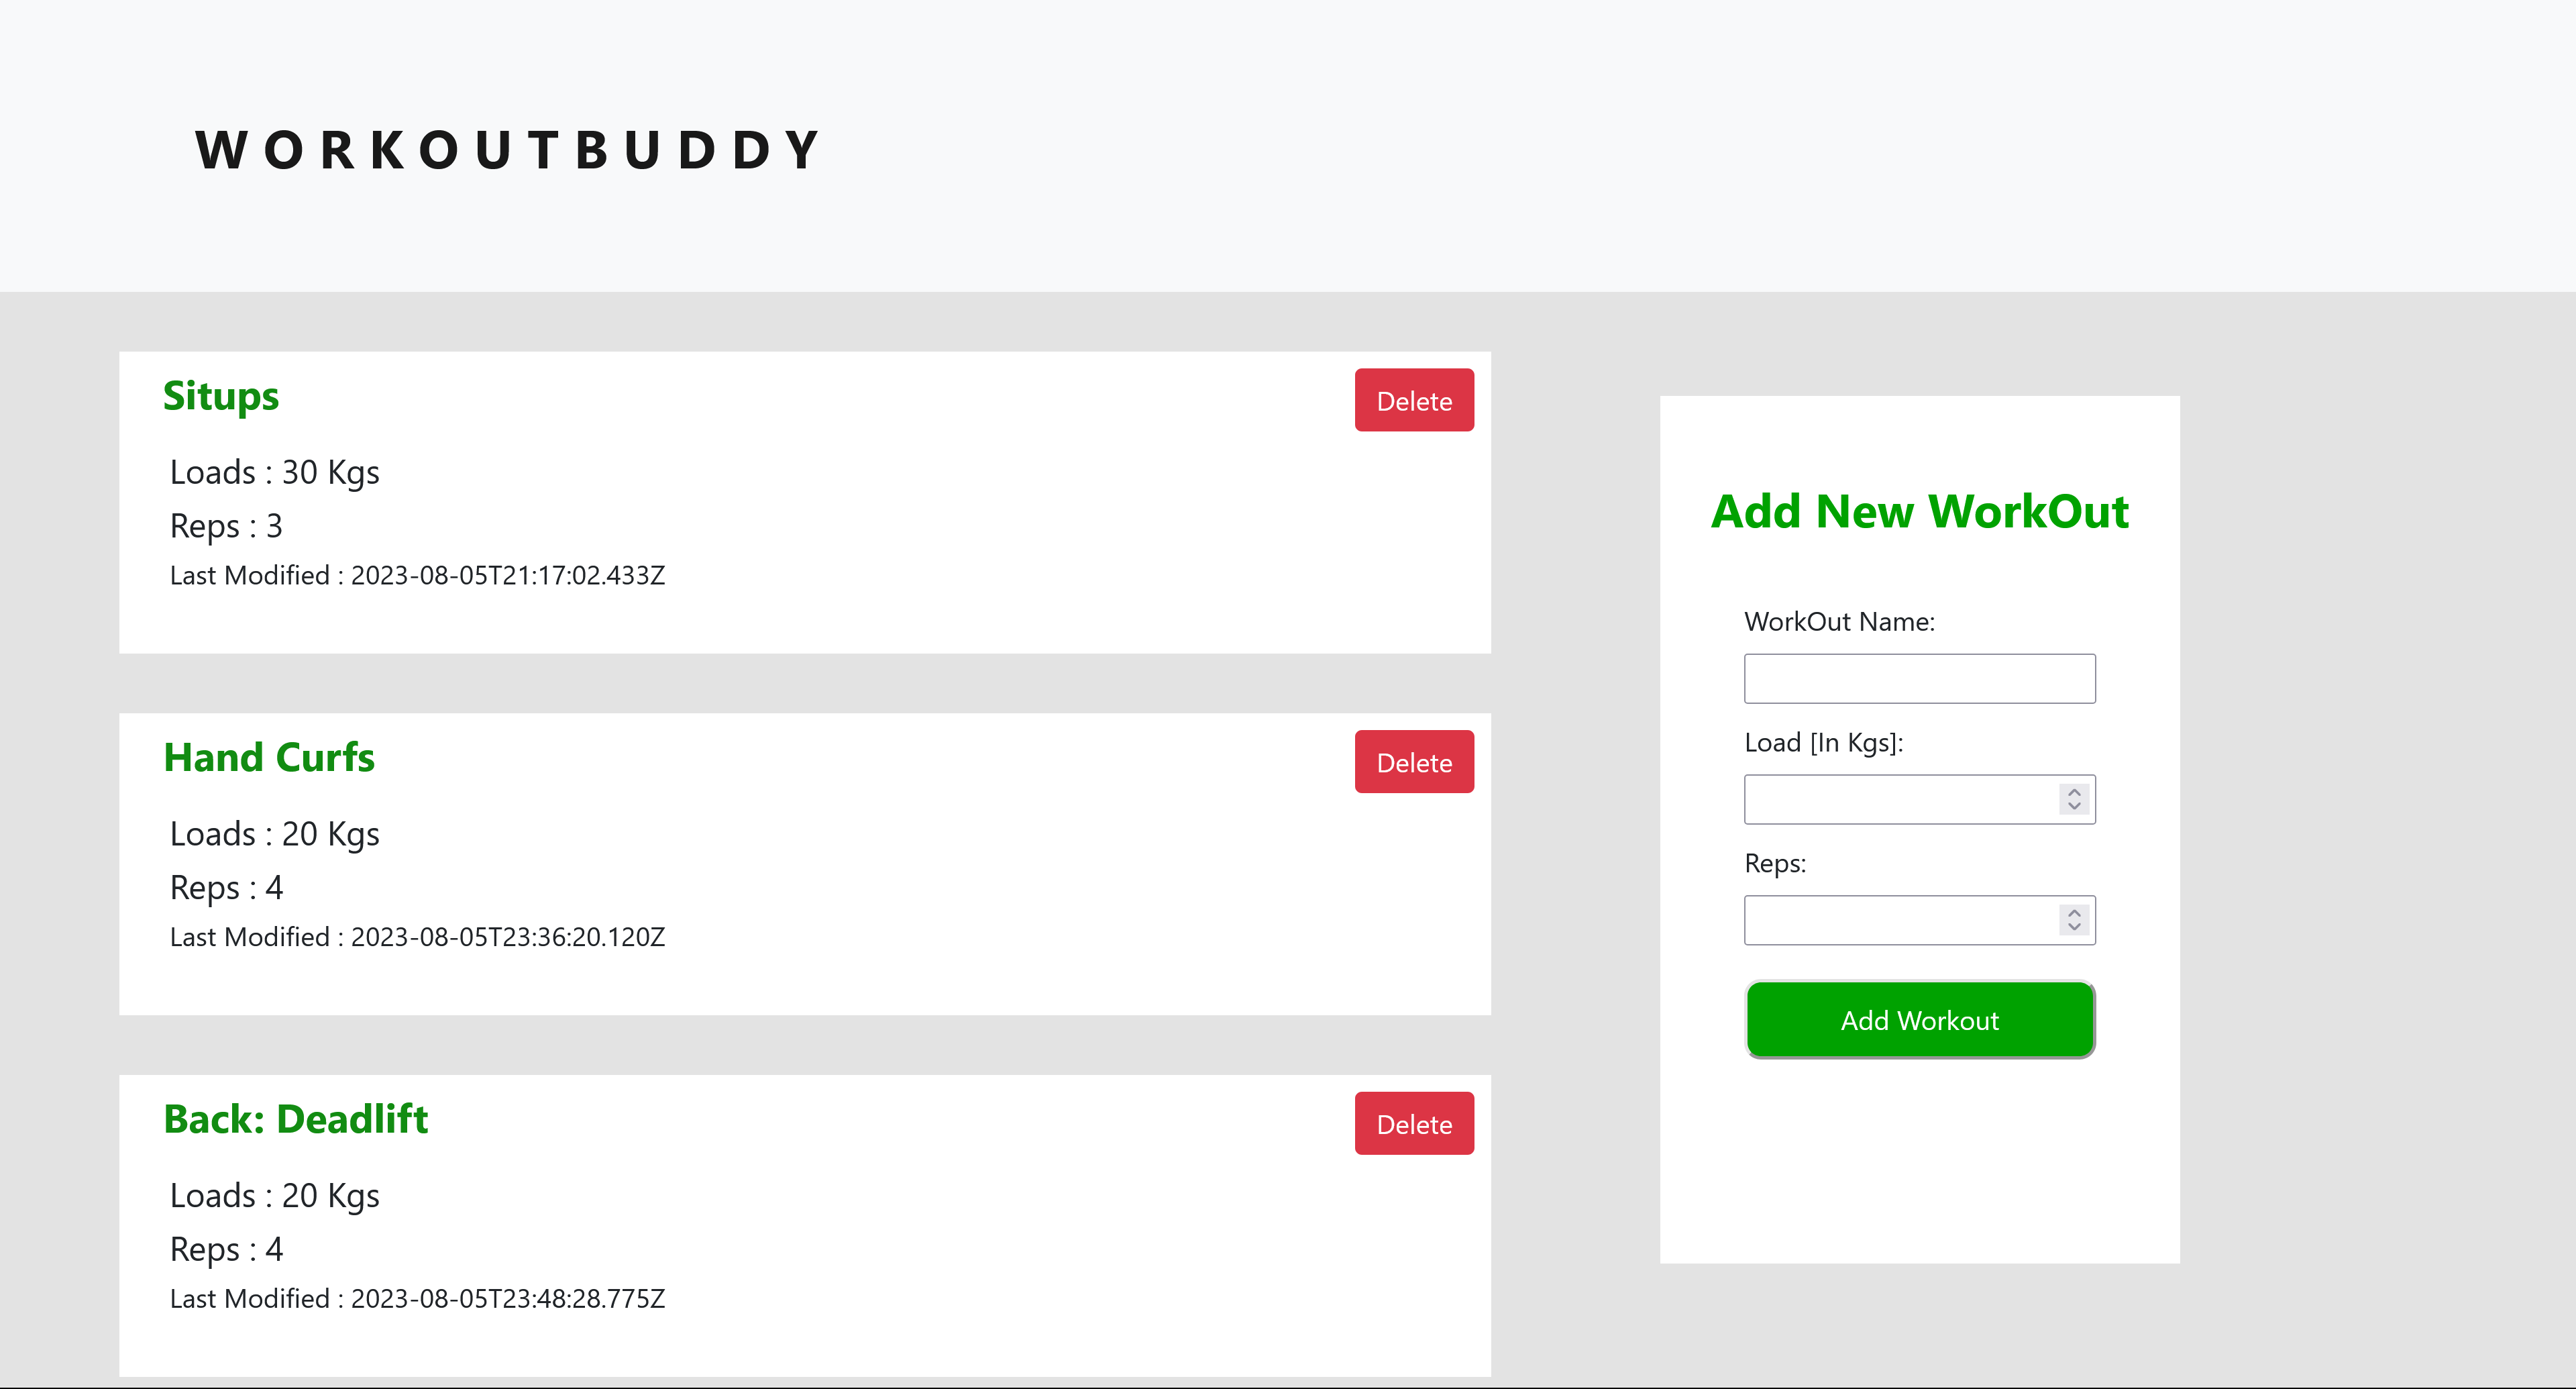 WORKOUTBUDDY
Situps
Delete
Loads : 30 Kgs
Reps : 3
Last Modified : 2023-08-05T21:17:02.433Z
Hand Curfs
Delete
Loads : 20 Kgs
Reps : 4
Last Modified : 2023-08-05T23:36:20.120Z
Back: Deadlift
Delete
Loads : 20 Kgs
Reps : 4
Last Modified : 2023-08-05T23:48:28.775Z
Add New WorkOut
WorkOut Name:
Load [In Kgs]:
Reps:
Add Workout